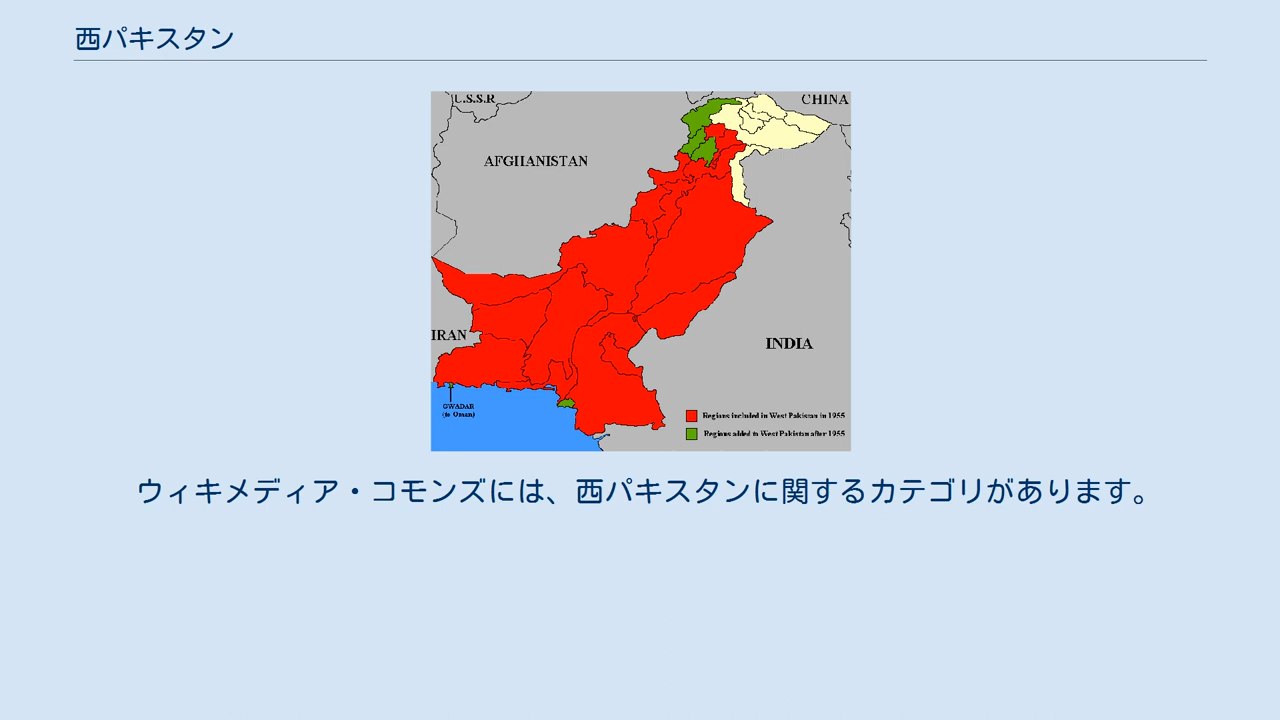 西パキスタン
U.S.S.R
CHINA
AFGHANISTAN
IRAN
INDIA
GWADAR
(to Oman)
Regions included in West Pakistan in 1955
Regions added to West Pakistan after 1955
ウィキメディア・コモンズには、西パキスタンに関するカテゴリがあります。